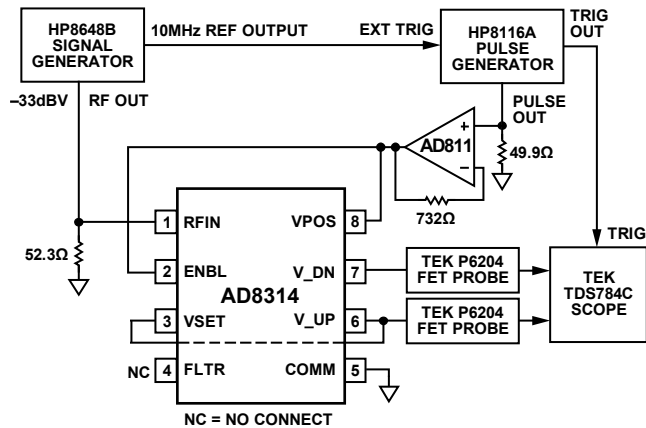 HP8648B
SIGNAL
GENERATOR
10MHz REF OUTPUT
EXT TRIG
HP8116A
PULSE
GENERATOR
TRIG
OUT
–33dBV
RF OUT
PULSE
OUT
+
AD811
–
49.9Ω
732Ω
52.3Ω
1 RFIN
VPOS 8
TRIG
2 ENBL
V_DN 7
TEK P6204
FET PROBE
TEK
TDS784C
SCOPE
AD8314
3 VSET
V_UP 6
TEK P6204
FET PROBE
NC
4 FLTR
COMM 5
NC = NO CONNECT